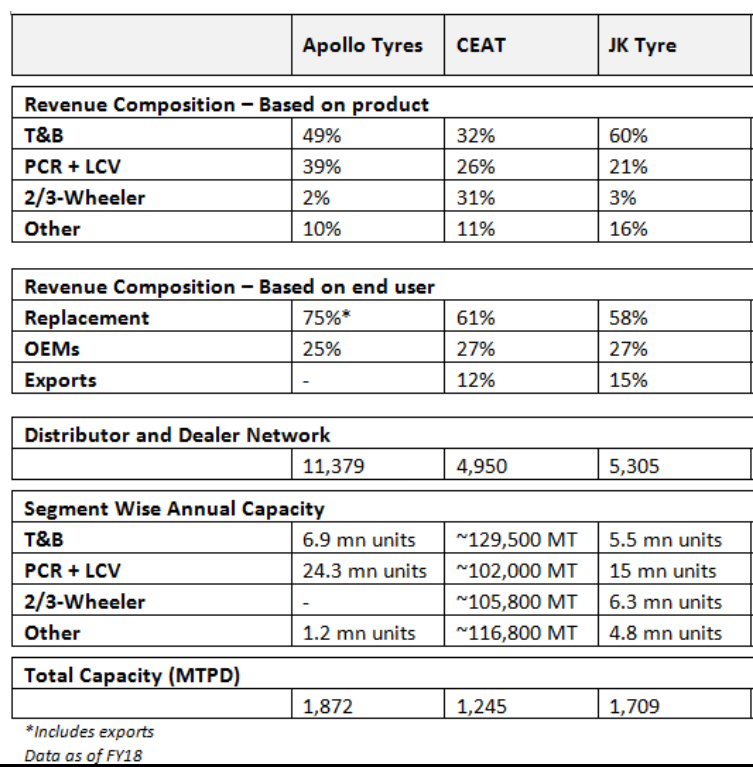 Apollo Tyres CEAT JK Tyre
Revenue Composition – Based on product
T&B 49% 32% 60%
PCR + LCV 39% 26% 21%
2/3-Wheeler 2% 31% 3%
Other 10% 11% 16%
Revenue Composition – Based on end user
Replacement 75%* 61% 58%
OEMs 25% 27% 27%
Exports - 12% 15%
Distributor and Dealer Network
11,379 4,950 5,305
Segment Wise Annual Capacity
T&B 6.9 mn units ~129,500 MT 5.5 mn units
PCR + LCV 24.3 mn units ~102,000 MT 15 mn units
2/3-Wheeler - ~105,800 MT 6.3 mn units
Other 1.2 mn units ~116,800 MT 4.8 mn units
Total Capacity (MTPD)
1,872 1,245 1,709
*Includes exports
Data as of FY18